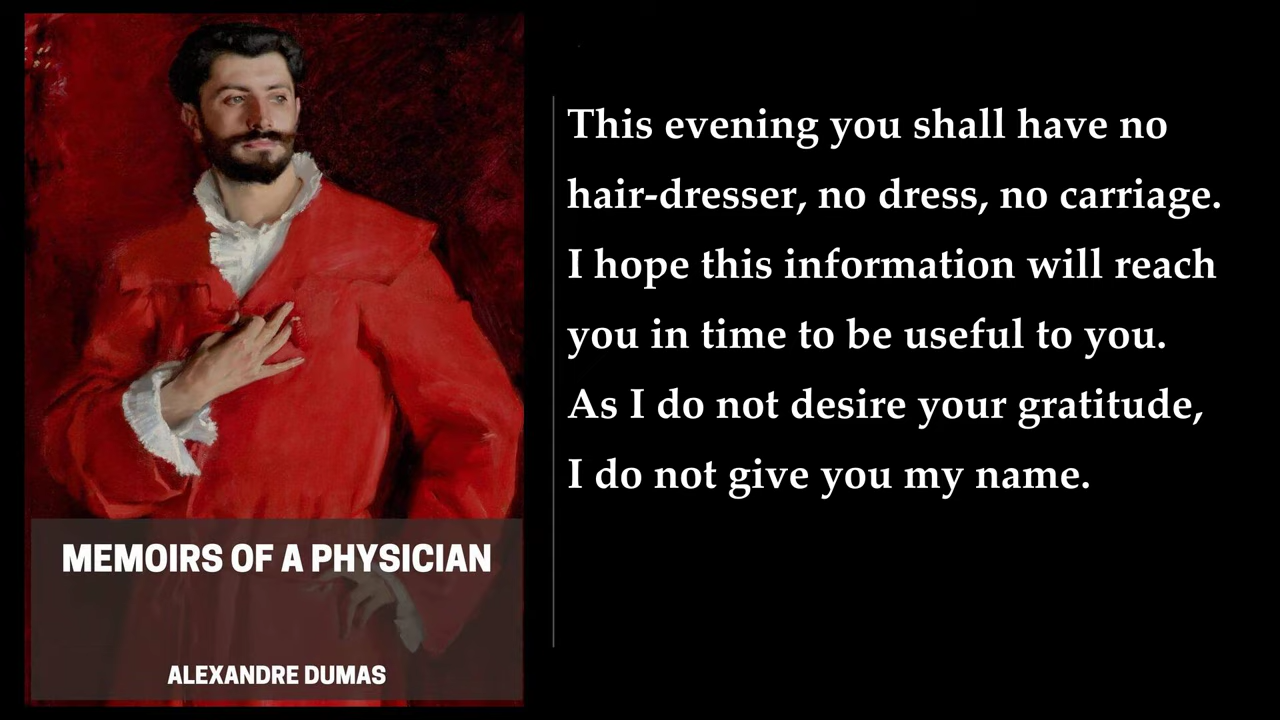 This evening you shall have no
hair-dresser, no dress, no carriage.
I hope this information will reach
you in time to be useful to you.
As I do not desire your gratitude,
I do not give you my name.
MEMOIRS OF A PHYSICIAN
ALEXANDRE DUMAS